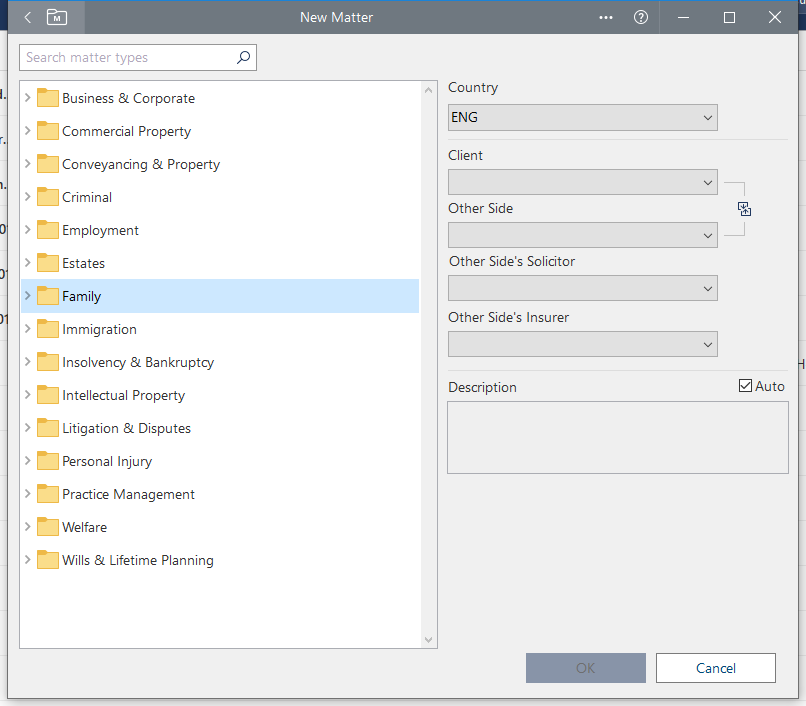 New Matter
Search matter types
Business & Corporate
Commercial Property
Conveyancing & Property
Criminal
Employment
Estates
Family
Immigration
Insolvency & Bankruptcy
Intellectual Property
Litigation & Disputes
Personal Injury
Practice Management
Welfare
Wills & Lifetime Planning
Country
ENG
Client
Other Side
Other Side's Solicitor
Other Side's Insurer
Description
Auto
OK
Cancel